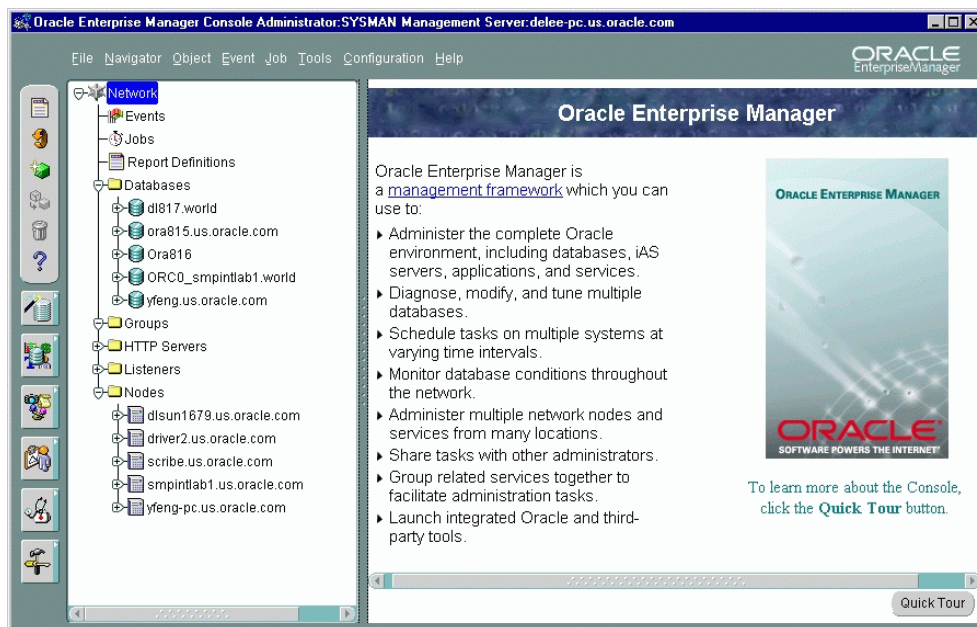 Oracle Enterprise Manager Console Administrator:SYSMAN Management Server:delee-pc.us.oracle.com
File Navigator Object Event Job Tools Configuration Help
ORACLE
EnterpriseManager
Network
Events
Jobs
Report Definitions
Databases
dl817.world
ora815.us.oracle.com
Ora816
ORC0_smpintlab1.world
yfeng.us.oracle.com
Groups
HTTP Servers
Listeners
Nodes
dlsun1679.us.oracle.com
driver2.us.oracle.com
scribe.us.oracle.com
smpintlab1.us.oracle.com
yfeng-pc.us.oracle.com
Oracle Enterprise Manager
Oracle Enterprise Manager is
a management framework which you can
use to:
Administer the complete Oracle
environment, including databases, iAS
servers, applications, and services.
Diagnose, modify, and tune multiple
databases.
Schedule tasks on multiple systems at
varying time intervals.
Monitor database conditions throughout
the network.
Administer multiple network nodes and
services from many locations.
Share tasks with other administrators.
Group related services together to
facilitate administration tasks.
Launch integrated Oracle and third-
party tools.
ORACLE ENTERPRISE MANAGER
ORACLE®
SOFTWARE POWERS THE INTERNET™
To learn more about the Console,
click the Quick Tour button.
Quick Tour